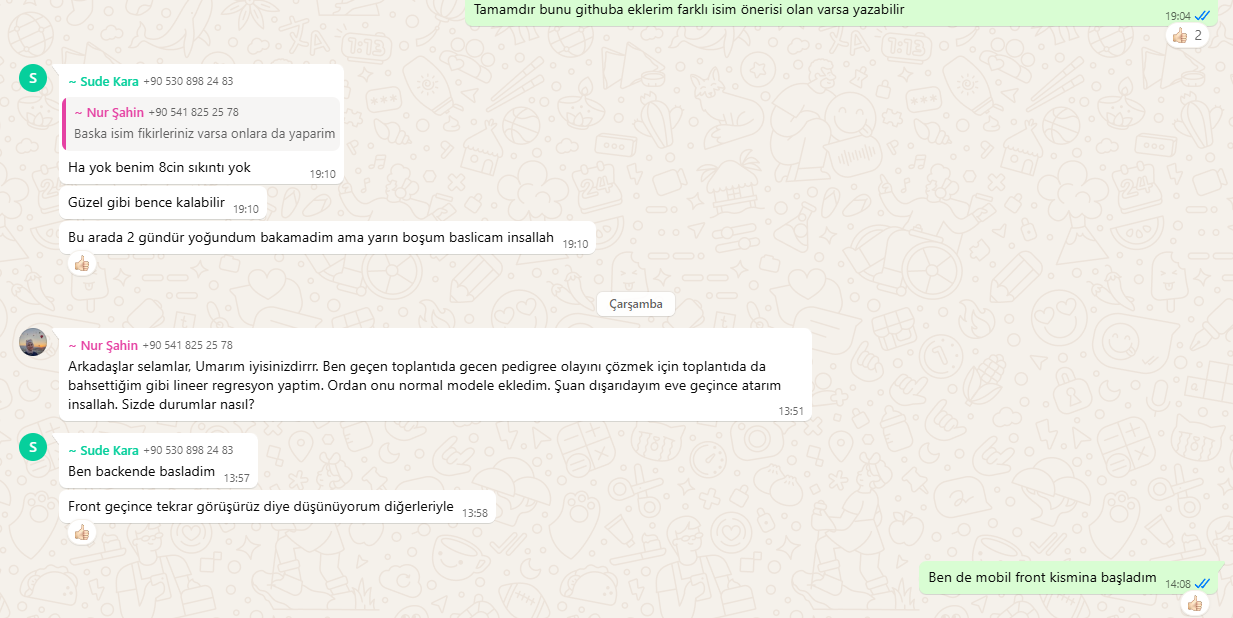 Tamamdır bunu githuba eklerim farklı isim önerisi olan varsa yazabilir
19:04
2
S
~ Sude Kara +90 530 898 24 83
~ Nur Şahin +90 541 825 25 78
Baska isim fikirleriniz varsa onlara da yaparim
Ha yok benim 8cin sıkıntı yok
19:10
Güzel gibi bence kalabilir
19:10
Bu arada 2 gündür yoğundum bakamadim ama yarın boşum baslicam insallah
19:10
Çarşamba
~ Nur Şahin +90 541 825 25 78
Arkadaşlar selamlar, Umarım iyisinizdirrr. Ben geçen toplantıda gecen pedigree olayını çözmek için toplantıda da
bahsettiğim gibi lineer regresyon yaptim. Ordan onu normal modele ekledim. Şuan dışarıdayım eve geçince atarım
insallah. Sizde durumlar nasıl?
13:51
S
~ Sude Kara +90 530 898 24 83
Ben backende basladim
13:57
Front geçince tekrar görüşürüz diye düşünüyorum diğerleriyle
13:58
Ben de mobil front kismina başladım
14:08